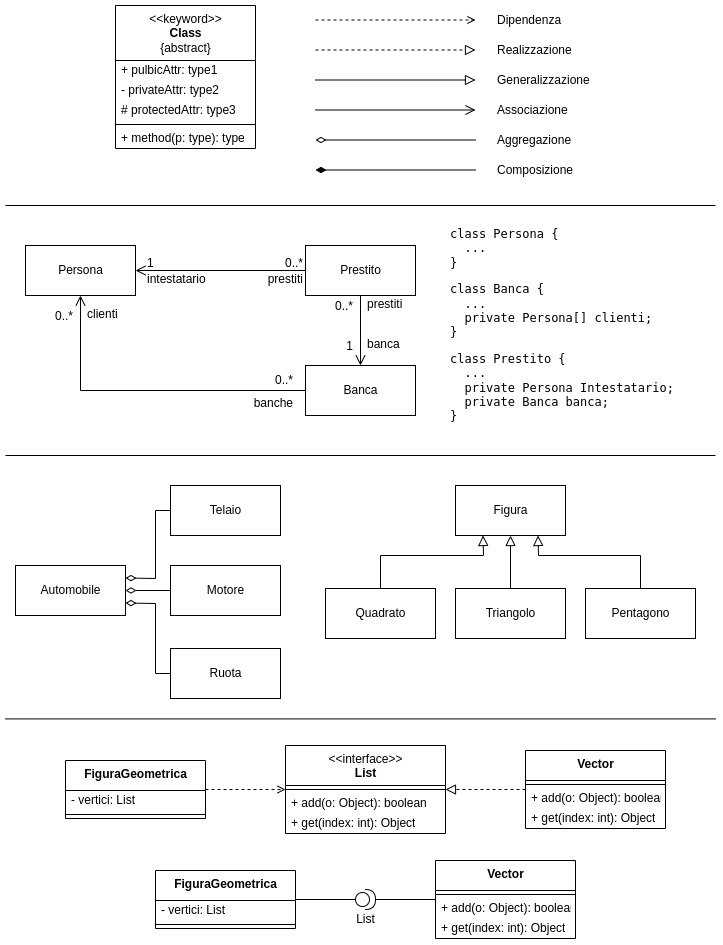 <<keyword>>
Class
{abstract}
+ pulbicAttr: type1
- privateAttr: type2
# protectedAttr: type3
+ method(p: type): type
Dipendenza
Realizzazione
Generalizzazione
Associazione
Aggregazione
Composizione
Persona
1
intestatario
0..*
prestiti
Prestito
0..*
clienti
0..*
prestiti
1
banca
0..*
banche
Banca
class Persona {
...
}
class Banca {
...
private Persona[] clienti;
}
class Prestito {
...
private Persona Intestatario;
private Banca banca;
}
Telaio
Automobile
Motore
Ruota
Figura
Quadrato
Triangolo
Pentagono
FiguraGeometrica
- vertici: List
<<interface>>
List
+ add(o: Object): boolean
+ get(index: int): Object
Vector
+ add(o: Object): boolea
+ get(index: int): Object
FiguraGeometrica
- vertici: List
List
Vector
+ add(o: Object): boolea
+ get(index: int): Object